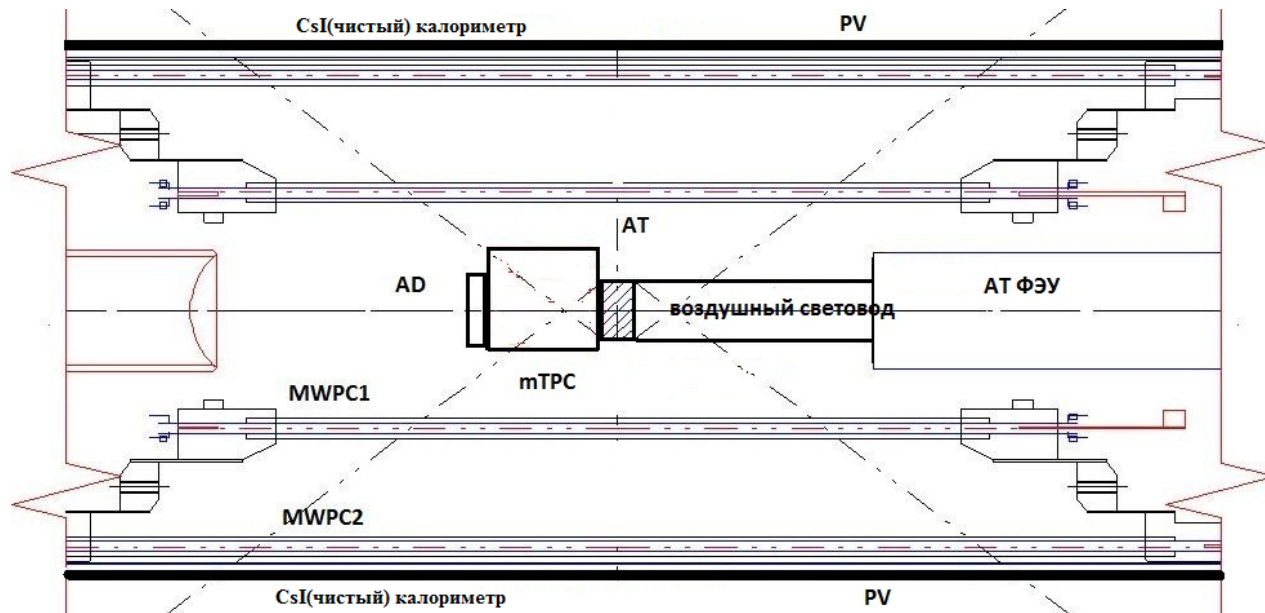 CsI(чистый) калориметр PV
AT
AD
AT ФЭУ
воздушный световод
mTPC
MWPC1
MWPC2
CsI(чистый) калориметр PV